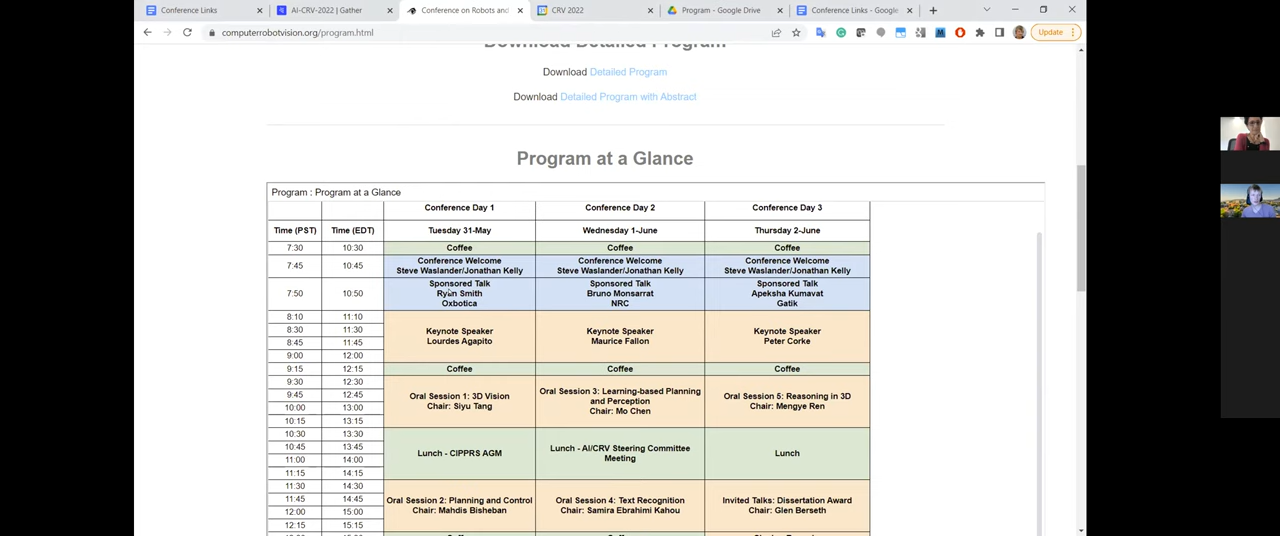 Conference Links
AI-CRV-2022 | Gather
Conference on Robots and
CRV 2022
Program - Google Drive
Conference Links - Google
computerrobotvision.org/program.html
Update
Download Detailed Program
Download Detailed Program
Download Detailed Program with Abstract
Program at a Glance
Program : Program at a Glance
Conference Day 1 Conference Day 2 Conference Day 3
Time (PST) Time (EDT) Tuesday 31-May Wednesday 1-June Thursday 2-June
7:30 10:30 Coffee Coffee Coffee
7:45 10:45 Conference Welcome Conference Welcome Conference Welcome
Steve Waslander/Jonathan Kelly Steve Waslander/Jonathan Kelly Steve Waslander/Jonathan Kelly
Sponsored Talk Sponsored Talk Sponsored Talk
7:50 10:50 Ryan Smith Bruno Monsarrat Apeksha Kumavat
Oxbotica NRC Gatik
8:10 11:10
8:30 11:30 Keynote Speaker Keynote Speaker Keynote Speaker
8:45 11:45 Lourdes Agapito Maurice Fallon Peter Corke
9:00 12:00
9:15 12:15 Coffee Coffee Coffee
9:30 12:30
9:45 12:45 Oral Session 1: 3D Vision Oral Session 3: Learning-based Planning and Perception Oral Session 5: Reasoning in 3D
10:00 13:00 Chair: Siyu Tang Chair: Mo Chen Chair: Mengye Ren
10:15 13:15
10:30 13:30
10:45 13:45 Lunch - CIPPRS AGM Lunch - AI/CRV Steering Committee Meeting Lunch
11:00 14:00
11:15 14:15
11:30 14:30
11:45 14:45 Oral Session 2: Planning and Control Oral Session 4: Text Recognition Invited Talks: Dissertation Award
12:00 15:00 Chair: Mahdis Bisheban Chair: Samira Ebrahimi Kahou Chair: Glen Berseth
12:15 15:15